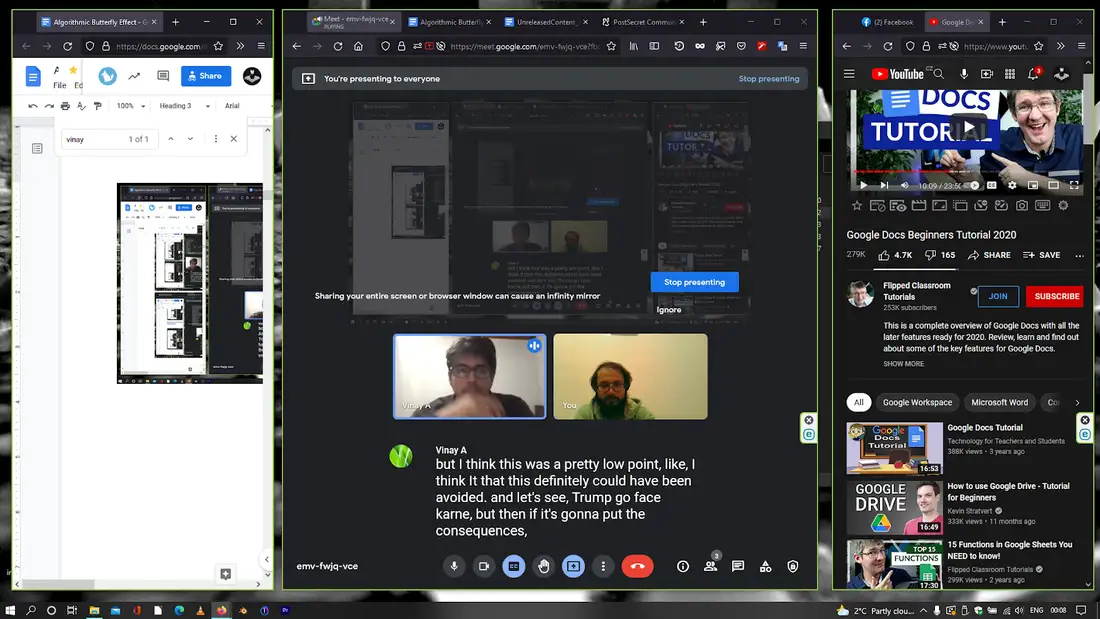 Algorithmic Butterfly Effect - G
https://docs.google.com
File
Share
100%
Heading 3
Arial
vinay
1 of 1
Meet - emv-fwjq-vce
PLAYING
Algorithmic Butterfly
UnreleasedContent_
PostSecret Commun
https://meet.google.com/emv-fwjq-vce?
You're presenting to everyone
Stop presenting
Stop presenting
Sharing your entire screen or browser window can cause an infinity mirror
Ignore
Vinay A
You
Vinay A
but I think this was a pretty low point, like, I
think It that this definitely could have been
avoided. and let's see, Trump go face
karne, but then if it's gonna put the
consequences,
emv-fwjq-vce
3
(2) Facebook
Google Do
https://www.yout
YouTube CZ
3
DOCS
TUTORIAL
10:09 / 23:50
Google Docs Beginners Tutorial 2020
279K
4.7K
165
SHARE
SAVE
Flipped Classroom
Tutorials
253K subscribers
JOIN
SUBSCRIBE
This is a complete overview of Google Docs with all the
later features ready for 2020. Review, learn and find out
about some of the key features for Google Docs.
SHOW MORE
All
Google Workspace
Microsoft Word
Google
Docs
Tutorial
16:53
Google Docs Tutorial
Technology for Teachers and Students
388K views • 3 years ago
GOOGLE
DRIVE
16:49
How to use Google Drive - Tutorial
for Beginners
Kevin Stratvert
333K views • 11 months ago
TOP 15
FUNCTIONS
17:30
15 Functions in Google Sheets You
NEED to know!
Flipped Classroom Tutorials
299K views • 2 years ago
2°C Partly clou...
ENG
00:08